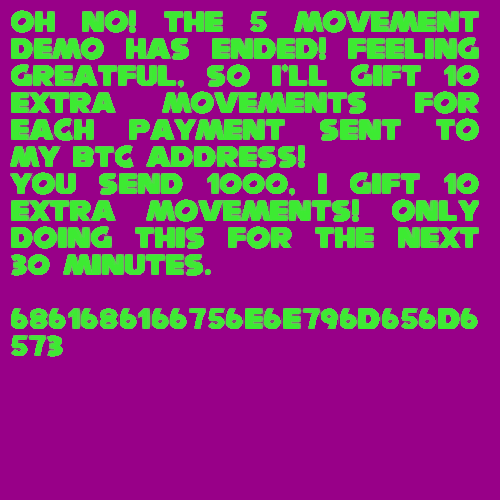 OH NO! THE 5 MOVEMENT
DEMO HAS ENDED! FEELING
GREATFUL, SO I'LL GIFT 10
EXTRA MOVEMENTS FOR
EACH PAYMENT SENT TO
MY BTC ADDRESS!
YOU SEND 1000, I GIFT 10
EXTRA MOVEMENTS! ONLY
DOING THIS FOR THE NEXT
30 MINUTES.
6861686166756E6E796D656D6
573